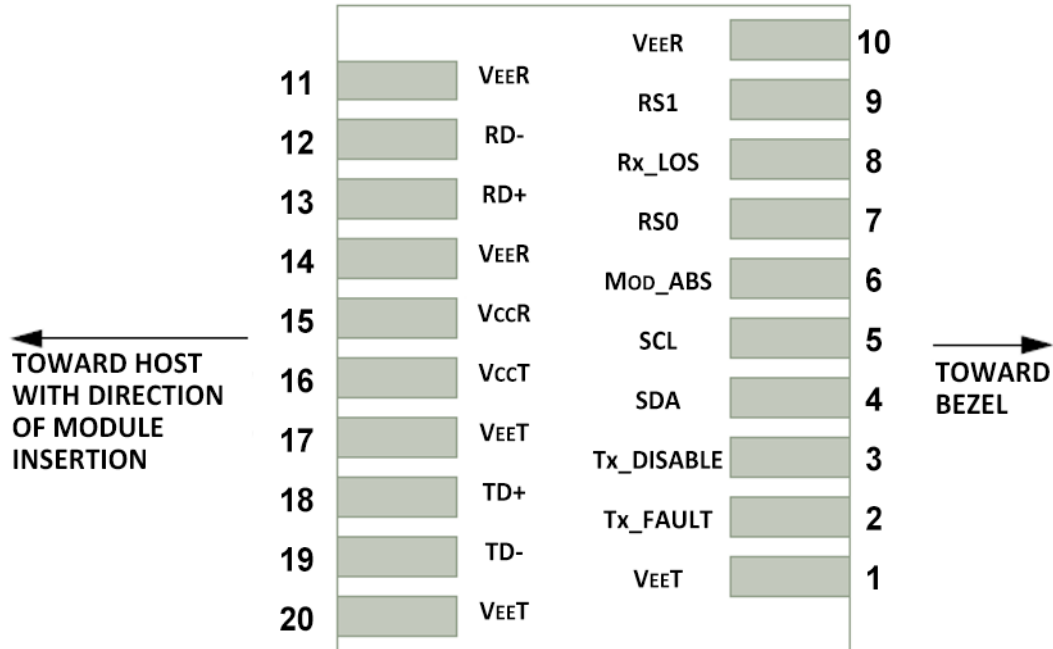 VEER 10
11 VEER
RS1 9
12 RD-
Rx_LOS 8
13 RD+
RS0 7
14 VEER
MOD_ABS 6
15 VCCR
SCL 5
16 VCCT
SDA 4
17 VEET
Tx_DISABLE 3
18 TD+
Tx_FAULT 2
19 TD-
VEET 1
20 VEET
TOWARD HOST
WITH DIRECTION
OF MODULE
INSERTION
TOWARD
BEZEL